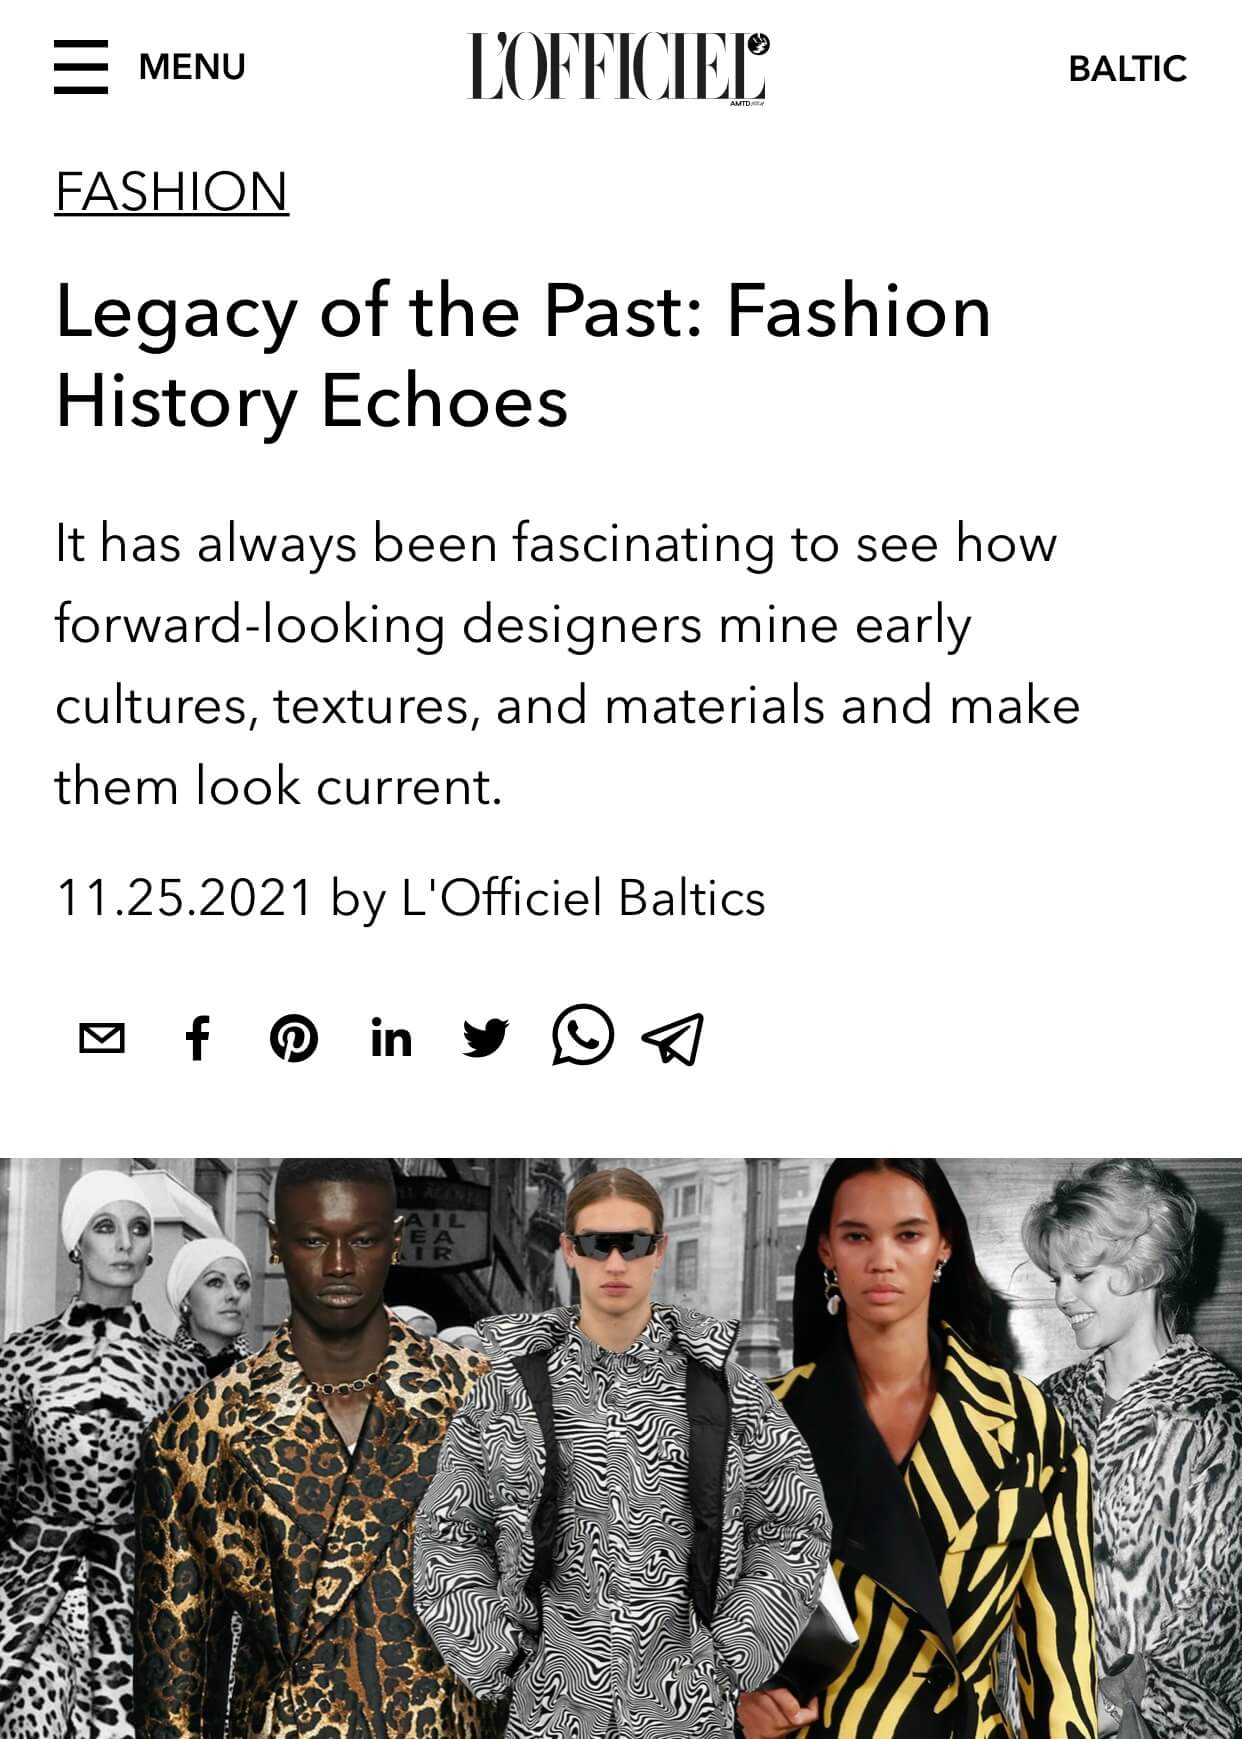 MENU
L'OFFICIEL
AMTD
BALTIC
FASHION
Legacy of the Past: Fashion
History Echoes
It has always been fascinating to see how
forward-looking designers mine early
cultures, textures, and materials and make
them look current.
11.25.2021 by L'Officiel Baltics
in
AIL
EA
IR